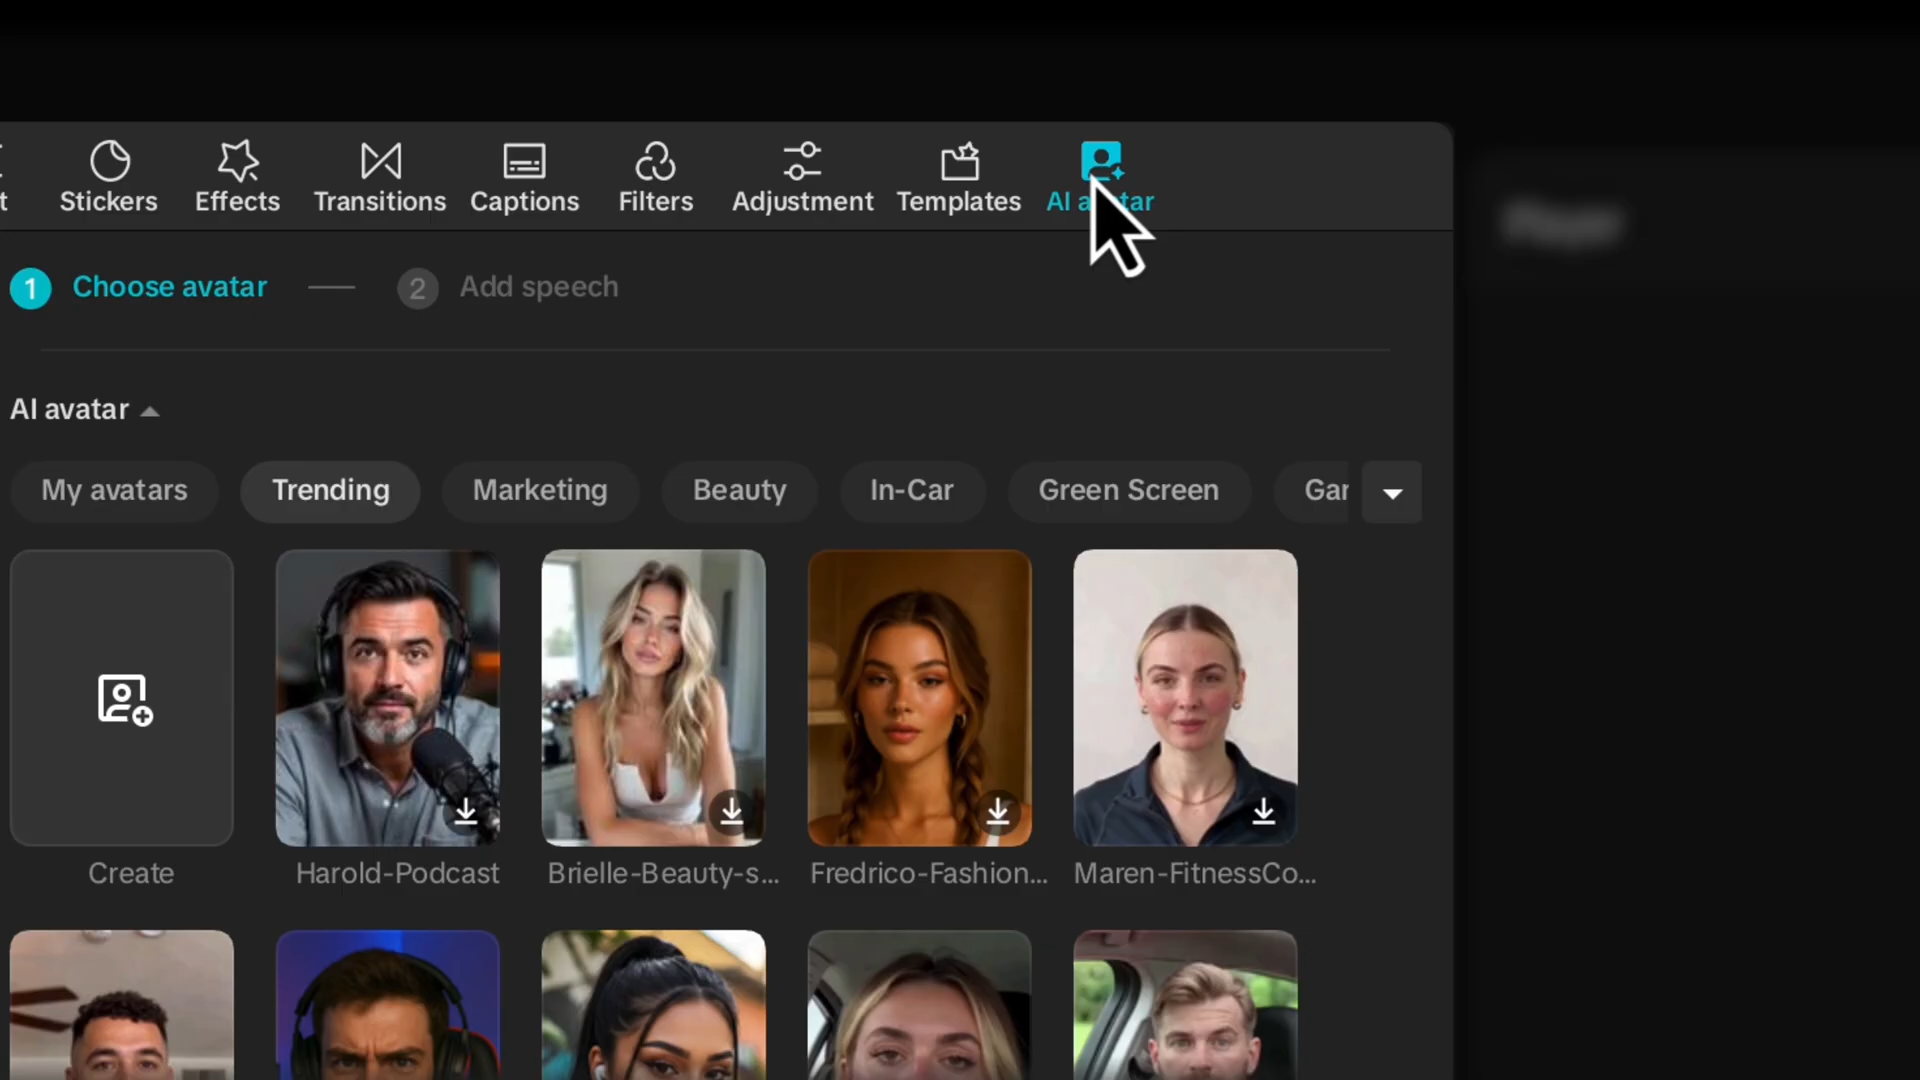 Stickers
Effects
Transitions
Captions
Filters
Adjustment
Templates
Player
1 Choose avatar
2 Add speech
AI avatar
My avatars
Trending
Marketing
Beauty
In-Car
Green Screen
Create
Harold-Podcast
Brielle-Beauty-s...
Fredrico-Fashion...
Maren-FitnessCo...